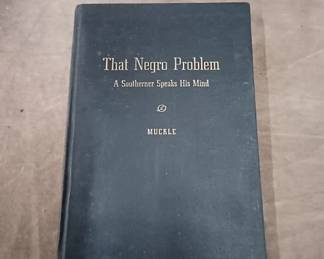 That Negro Problem
A Southerner Speaks His Mind
MUCKLE